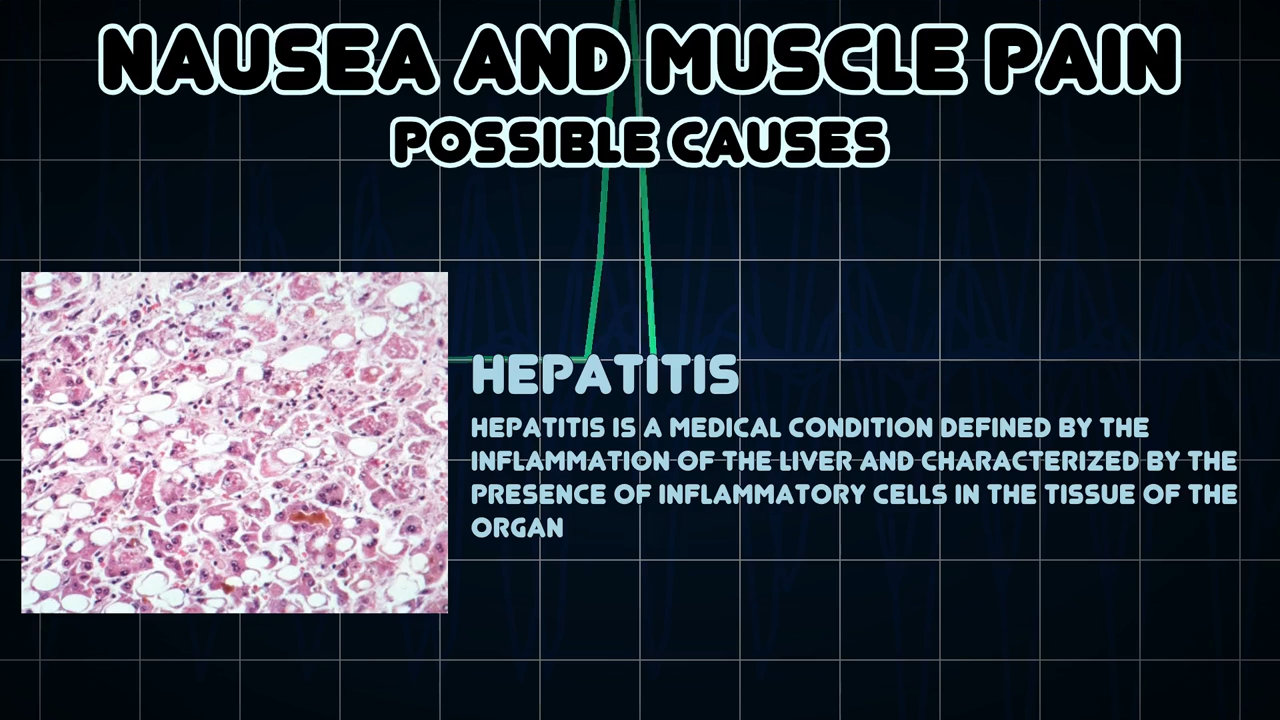 NAUSEA AND MUSCLE PAIN
POSSIBLE CAUSES
HEPATITIS
HEPATITIS IS A MEDICAL CONDITION DEFINED BY THE
INFLAMMATION OF THE LIVER AND CHARACTERIZED BY THE
PRESENCE OF INFLAMMATORY CELLS IN THE TISSUE OF THE
ORGAN